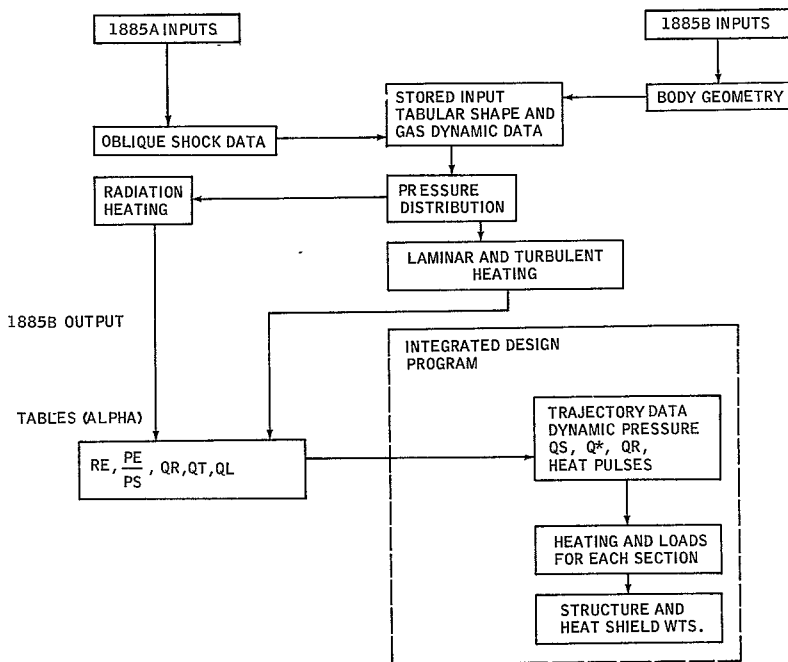 1885A INPUTS
1885B INPUTS
STORED INPUT
TABULAR SHAPE AND
GAS DYNAMIC DATA
BODY GEOMETRY
OBLIQUE SHOCK DATA
RADIATION
HEATING
PRESSURE
DISTRIBUTION
LAMINAR AND TURBULENT
HEATING
1885B OUTPUT
INTEGRATED DESIGN
PROGRAM
TABLES (ALPHA)
TRAJECTORY DATA
DYNAMIC PRESSURE
QS, Q*, QR,
HEAT PULSES
RE, PE/PS, QR,QT,QL
HEATING AND LOADS
FOR EACH SECTION
STRUCTURE AND
HEAT SHIELD WTS.